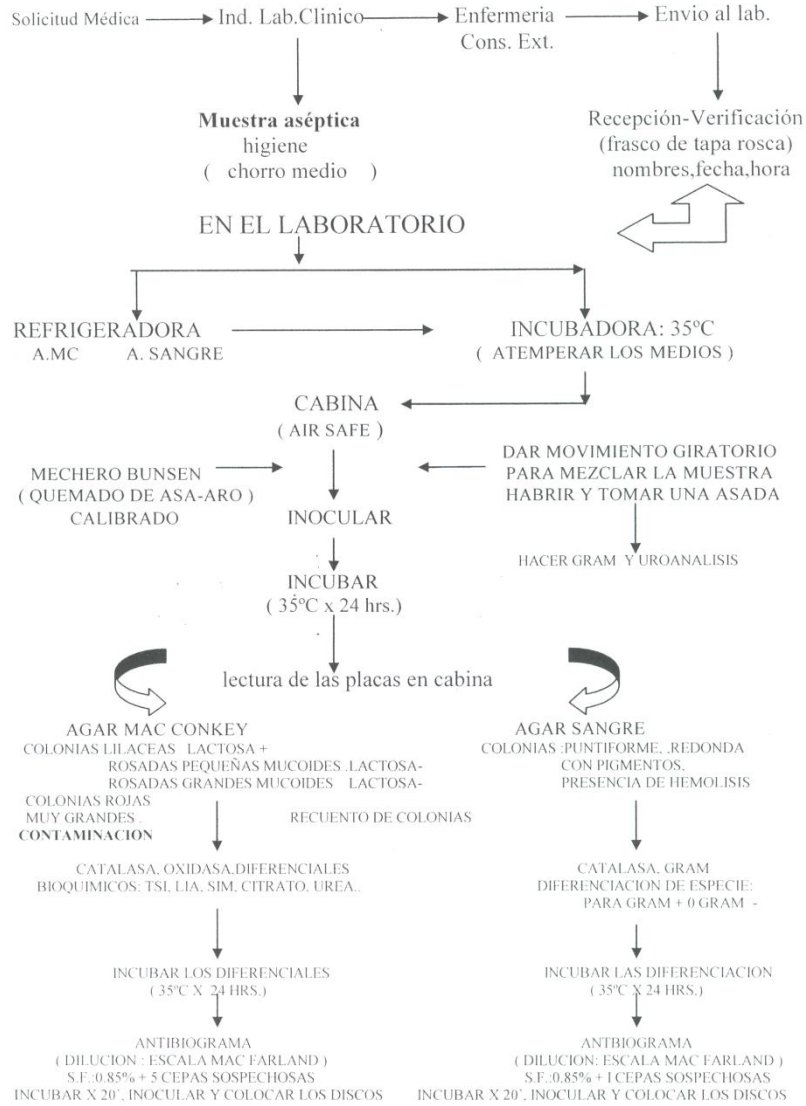 Solicitud Médica Ind. Lab.Clinico Enfermeria Envio al lab.
Cons. Ext.
Muestra aséptica
higiene
( chorro medio )
Recepción-Verificación
(frasco de tapa rosca)
nombres,fecha,hora
EN EL LABORATORIO
REFRIGERADORA
A.MC A. SANGRE
INCUBADORA: 35ºC
( ATEMPERAR LOS MEDIOS )
CABINA
( AIR SAFE )
MECHERO BUNSEN
( QUEMADO DE ASA-ARO )
CALIBRADO
DAR MOVIMIENTO GIRATORIO
PARA MEZCLAR LA MUESTRA
HABRIR Y TOMAR UNA ASADA
INOCULAR
HACER GRAM Y UROANALISIS
INCUBAR
( 35ºC x 24 hrs.)
lectura de las placas en cabina
AGAR MAC CONKEY
COLONIAS LILACEAS LACTOSA +
ROSADAS PEQUEÑAS MUCOIDES .LACTOSA-
ROSADAS GRANDES MUCOIDES LACTOSA-
COLONIAS ROJAS
MUY GRANDES .
CONTAMINACION
RECUENTO DE COLONIAS
AGAR SANGRE
COLONIAS :PUNTIFORME, ,REDONDA
CON PIGMENTOS,
PRESENCIA DE HEMOLISIS
CATALASA, OXIDASA,DIFERENCIALES
BIOQUIMICOS: TSI, LIA, SIM, CITRATO, UREA..
CATALASA, GRAM
DIFERENCIACION DE ESPECIE:
PARA GRAM + 0 GRAM -
INCUBAR LOS DIFERENCIALES
( 35ºC X 24 HRS.)
INCUBAR LAS DIFERENCIACION
( 35ºC X 24 HRS,)
ANTIBIOGRAMA
( DILUCION : ESCALA MAC FARLAND )
S.F.:0.85% + 5 CEPAS SOSPECHOSAS
INCUBAR X 20`, INOCULAR Y COLOCAR LOS DISCOS
ANTBIOGRAMA
( DILUCION: ESCALA MAC FARLAND )
S.F.:0.85% + I CEPAS SOSPECHOSAS
INCUBAR X 20`, INOCULAR Y COLOCAR LOS DISCOS